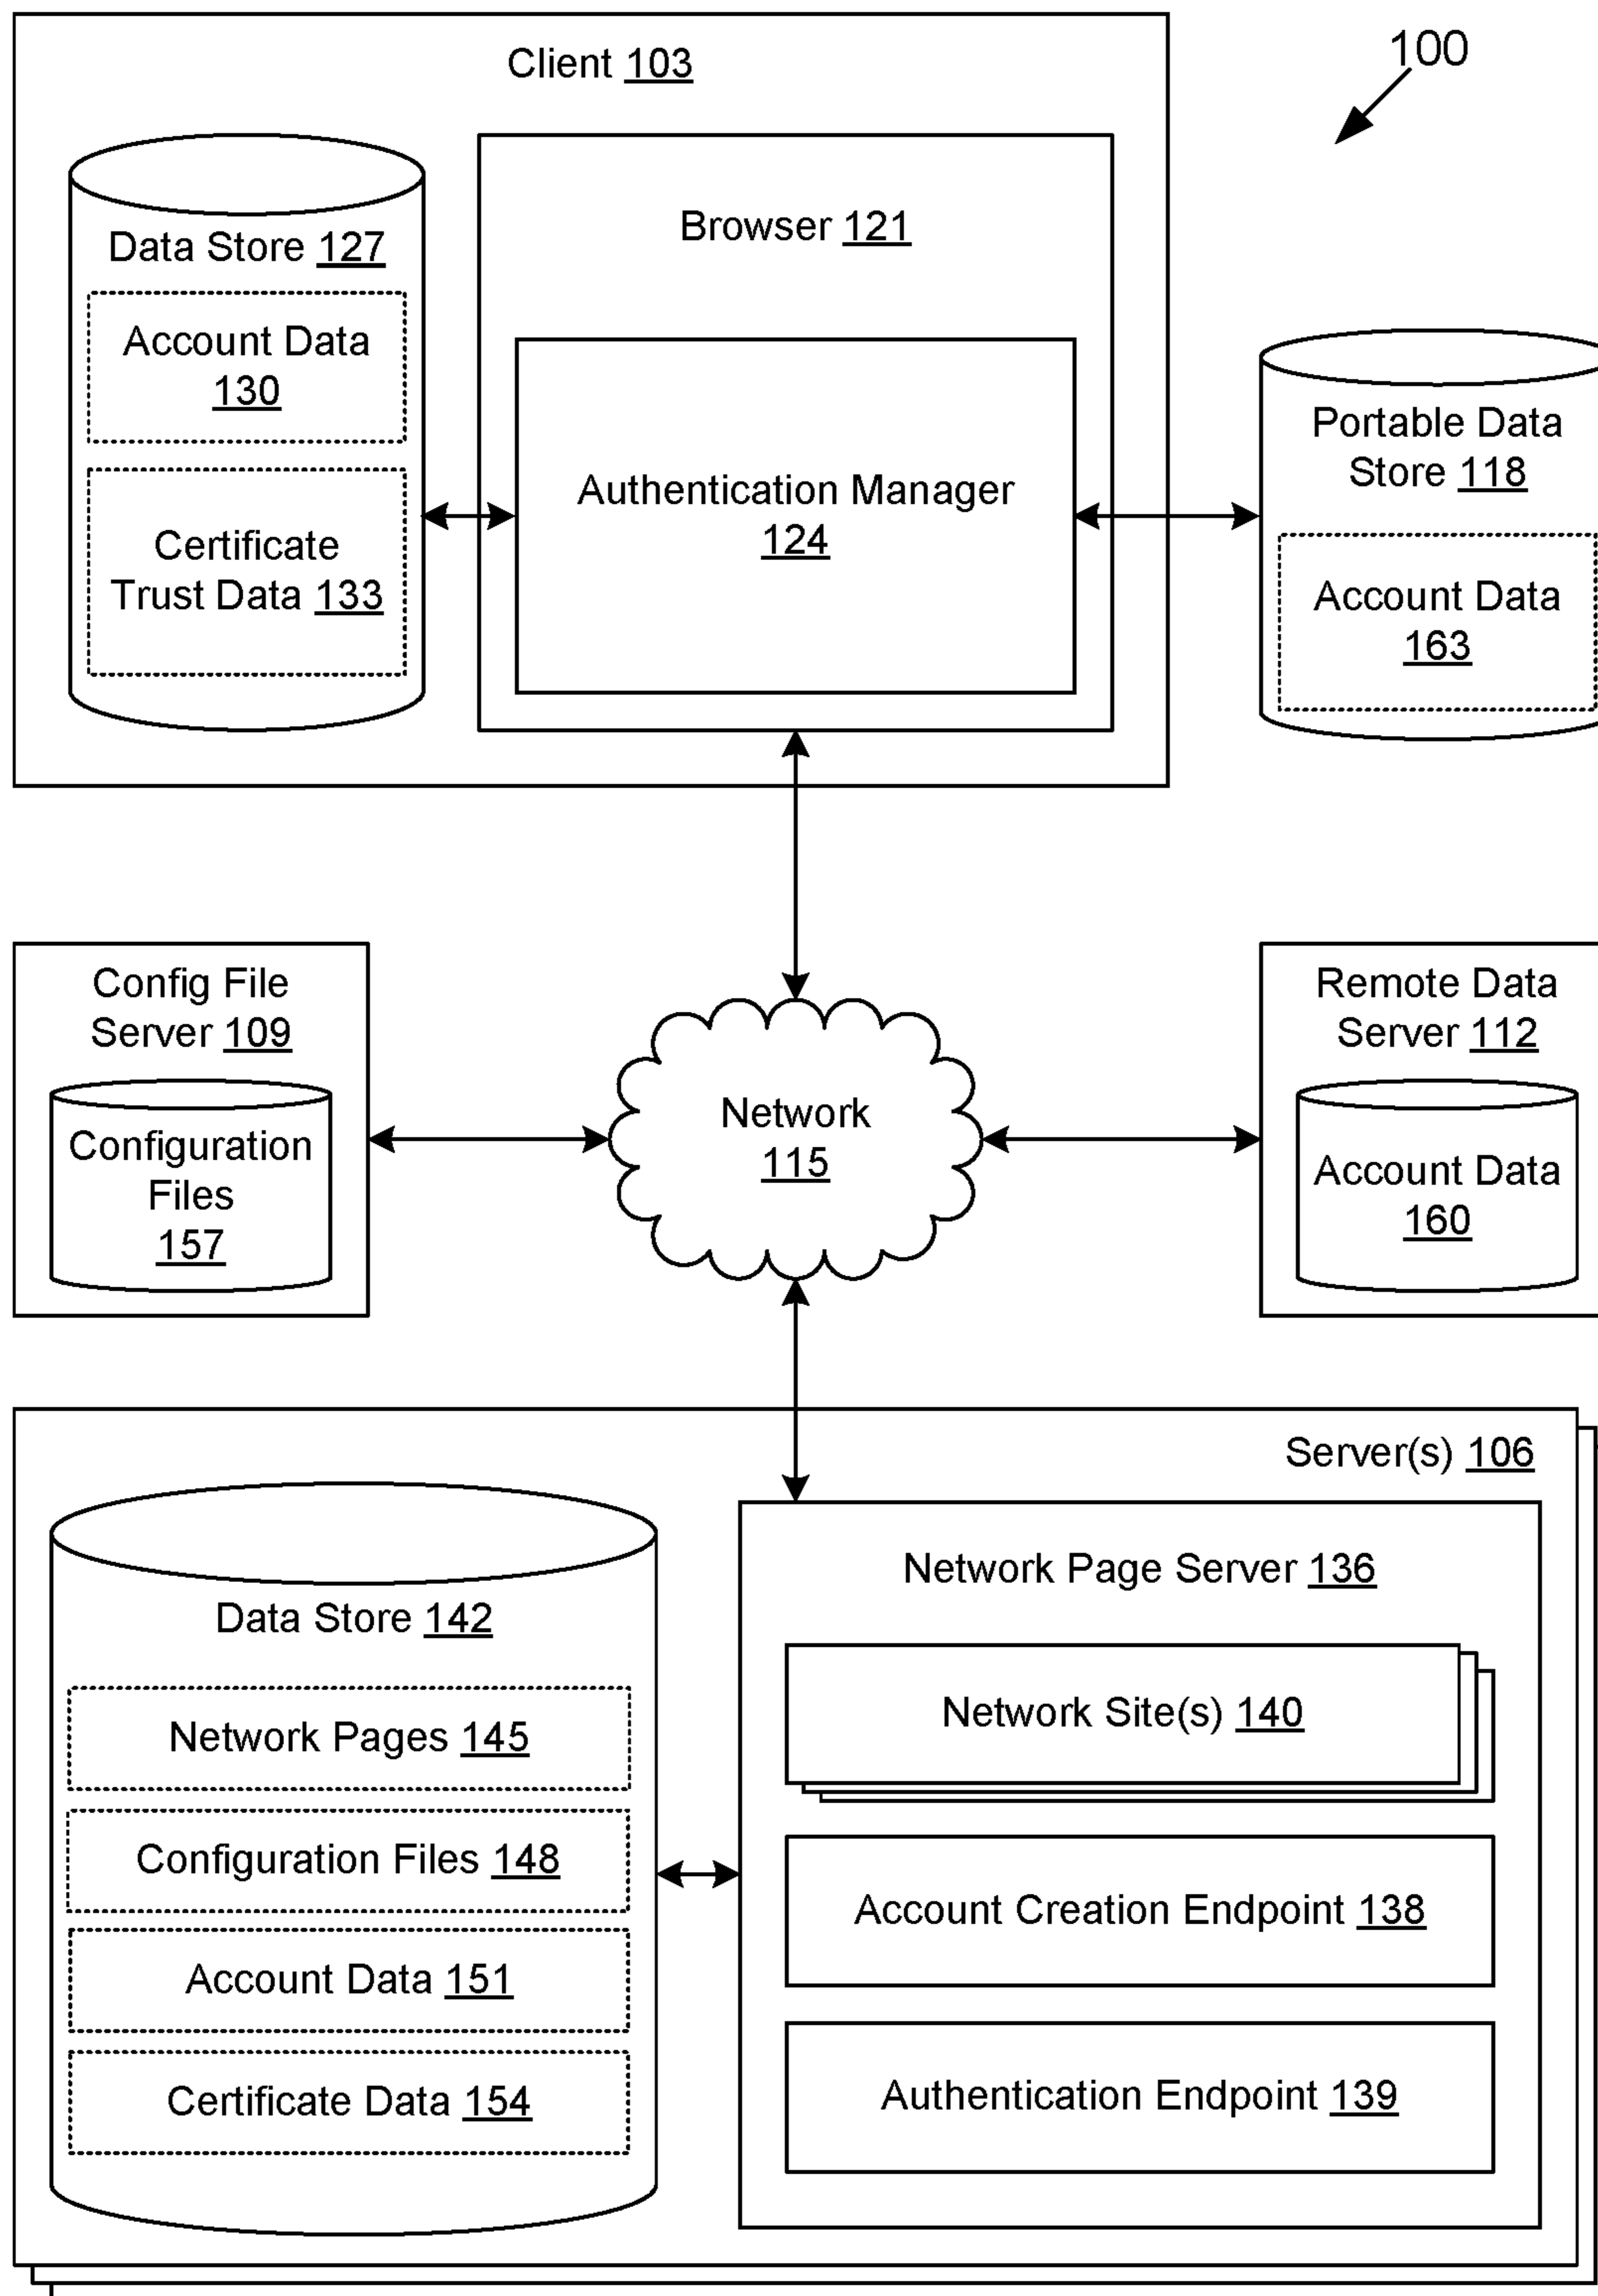 100
Client 103
Data Store 127
Account Data
130
Certificate
Trust Data 133
Browser 121
Authentication Manager
124
Portable Data
Store 118
Account Data
163
Config File
Server 109
Configuration
Files
157
Network
115
Remote Data
Server 112
Account Data
160
Server(s) 106
Data Store 142
Network Pages 145
Configuration Files 148
Account Data 151
Certificate Data 154
Network Page Server 136
Network Site(s) 140
Account Creation Endpoint 138
Authentication Endpoint 139